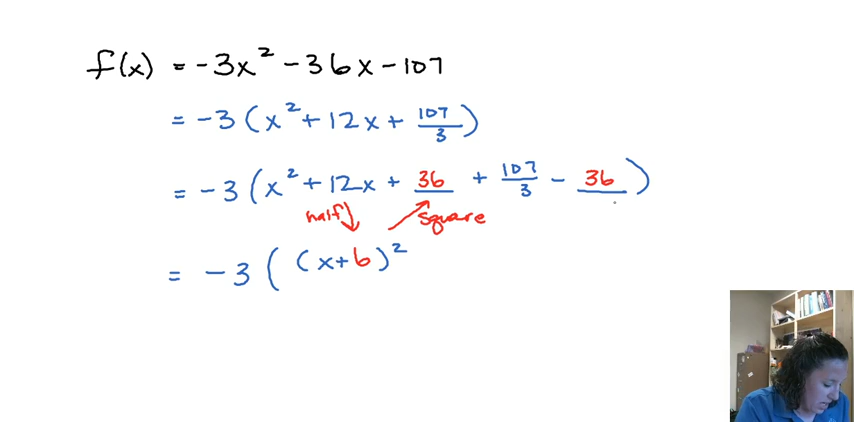 f(x) = -3x² - 36x - 107
= -3(x² + 12x + 107/3)
= -3(x² + 12x + 36 + 107/3 - 36)
half square
= -3((x+6)²